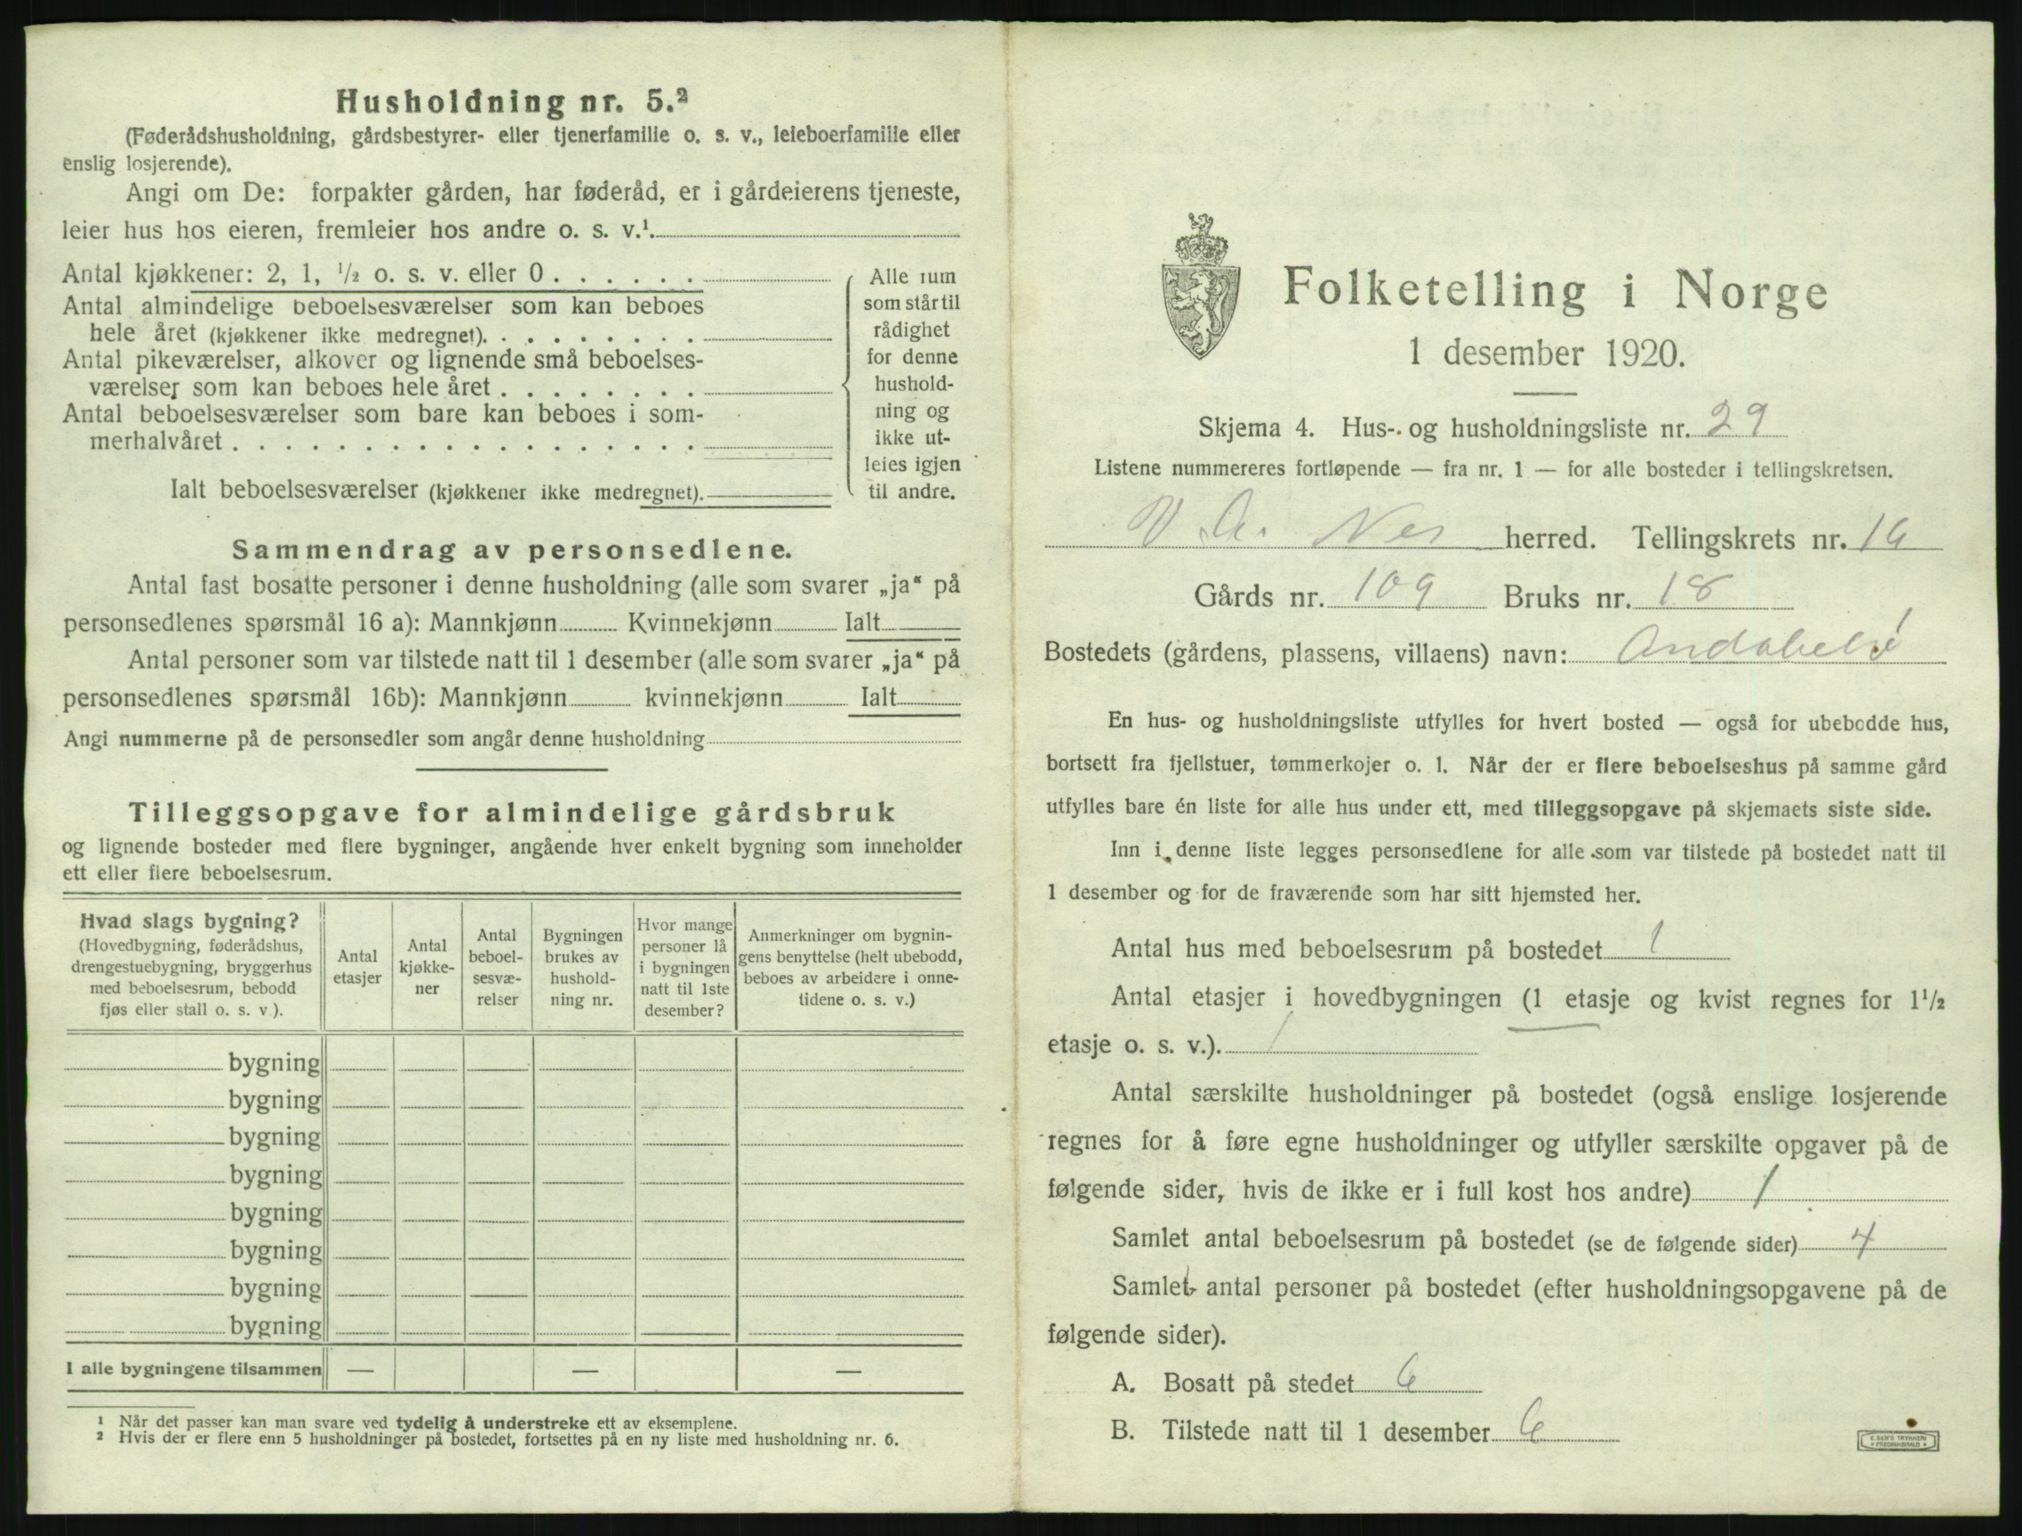 Husholdning nr. 5.²
(Føderådshusholdning, gårdsbestyrer- eller tjenerfamilie o. s. v., leieboerfamilie eller
enslig losjerende).
Angi om De: forpakter gården, har føderåd, er i gårdeierens tjeneste,
leier hus hos eieren, fremleier hos andre o. s. v.¹
Antal kjøkkener: 2, 1, ½ o. s. v. eller 0 . . . . . .
Antal almindelige beboelsesværelser som kan beboes
hele året (kjøkkener ikke medregnet). . . . . . . . .
Antal pikeværelser, alkover og lignende små beboelses-
værelser som kan beboes hele året . . . . . . . .
Antal beboelsesværelser som bare kan beboes i som-
merhalvåret . . . . . . . . . . . . . . . . . .
Ialt beboelsesværelser (kjøkkener ikke medregnet).
Alle rum
som står til
rådighet
for denne
hushold-
ning og
ikke ut-
leies igjen
til andre.
Sammendrag av personsedlene.
Antal fast bosatte personer i denne husholdning (alle som svarer „ja“ på
personsedlenes spørsmål 16 a): Mannkjønn Kvinnekjønn Ialt
Antal personer som var tilstede natt til 1 desember (alle som svarer „ja“ på
personsedlenes spørsmål 16b): Mannkjønn kvinnekjønn Ialt
Angi nummerne på de personsedler som angår denne husholdning
Tilleggsopgave for almindelige gårdsbruk
og lignende bosteder med flere bygninger, angående hver enkelt bygning som inneholder
ett eller flere beboelsesrum.
Hvad slags bygning?
(Hovedbygning, føderådshus,
drengestuebygning, bryggerhus
med beboelsesrum, bebodd
fjøs eller stall o. s. v ).
Antal
etasjer
Antal
kjøkke-
ner
Antal
beboel-
sesvæ-
relser
Bygningen
brukes av
hushold-
ning nr.
Hvor mange
personer lå
i bygningen
natt til 1ste
desember?
Anmerkninger om bygnin-
gens benyttelse (helt ubebodd,
beboes av arbeidere i onne-
tidene o. s. v.)
bygning
bygning
bygning
bygning
bygning
bygning
bygning
bygning
I alle bygningene tilsammen — — —
¹ Når det passer kan man svare ved tydelig å understreke ett av eksemplene.
² Hvis der er flere enn 5 husholdninger på bostedet, fortsettes på en ny liste med husholdning nr. 6.
Folketelling i Norge
1 desember 1920.
Skjema 4. Hus- og husholdningsliste nr. 29
Listene nummereres fortløpende — fra nr. 1 — for alle bosteder i tellingskretsen.
Nes herred. Tellingskrets nr.
Gårds nr. 109 Bruks nr. 18
Bostedets (gårdens, plassens, villaens) navn:
En hus- og husholdningsliste utfylles for hvert bosted — også for ubebodde hus,
bortsett fra fjellstuer, tømmerkojer o. l. Når der er flere beboelseshus på samme gård
utfylles bare én liste for alle hus under ett, med tilleggsopgave på skjemaets siste side.
Inn i denne liste legges personsedlene for alle som var tilstede på bostedet natt til
1 desember og for de fraværende som har sitt hjemsted her.
Antal hus med beboelsesrum på bostedet 1
Antal etasjer i hovedbygningen (1 etasje og kvist regnes for 1½
etasje o. s. v.). 1
Antal særskilte husholdninger på bostedet (også enslige losjerende
regnes for å føre egne husholdninger og utfyller særskilte opgaver på de
følgende sider, hvis de ikke er i full kost hos andre) 1
Samlet antal beboelsesrum på bostedet (se de følgende sider) 4
Samlet antal personer på bostedet (efter husholdningsopgavene på de
følgende sider).
A. Bosatt på stedet 6
B. Tilstede natt til 1 desember 6